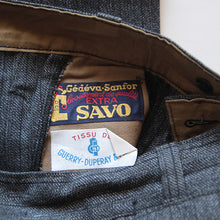 Gédéva-Sanfor
EXTRA
SAVO
TISSU DE
GUERRY-DUPERAY &